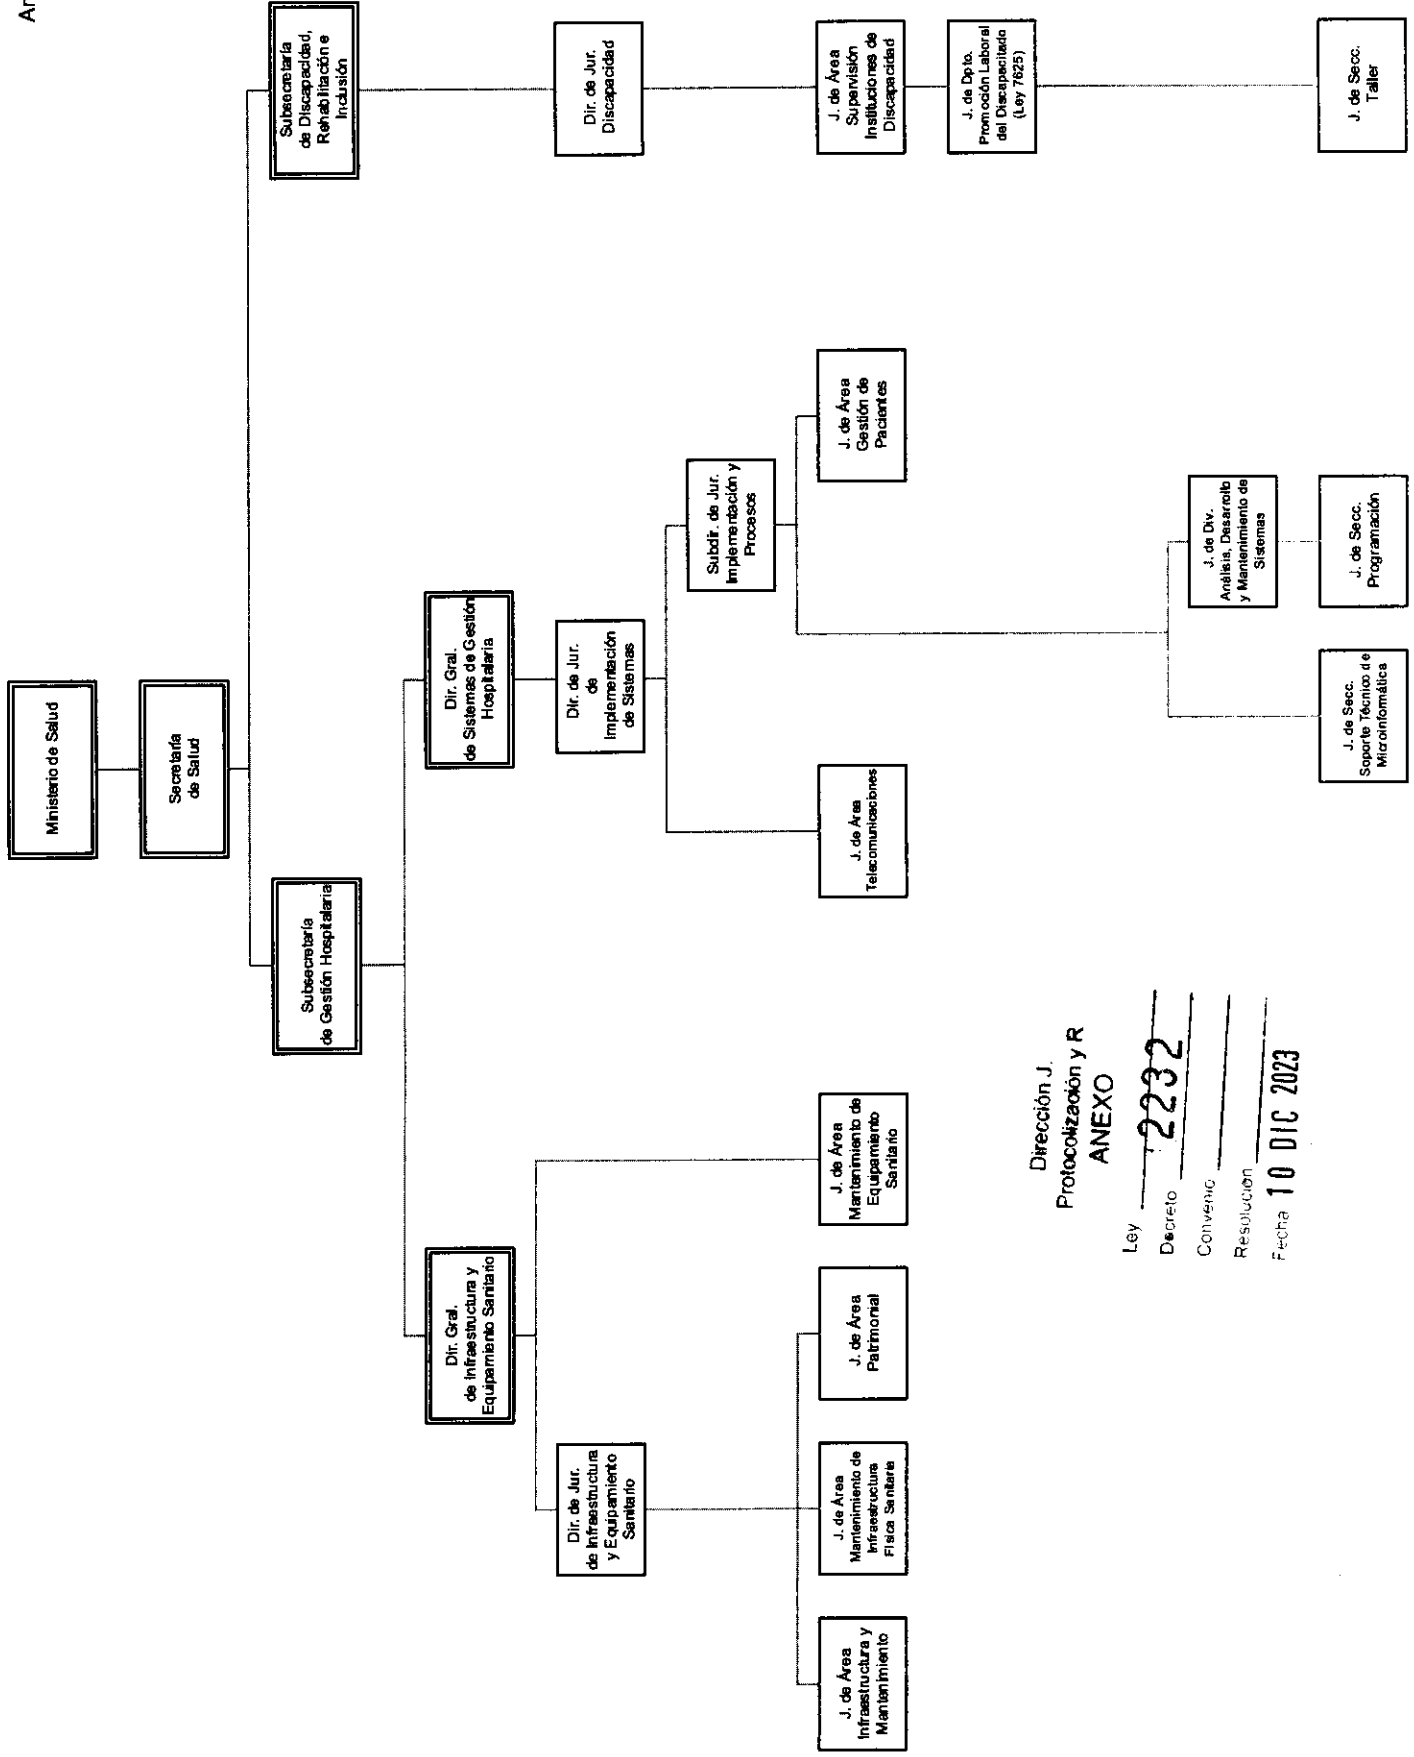 An
Ministerio de Salud
Secretaría
de Salud
Subsecretaría
de Gestión Hospitalaria
Subsecretaría
de Discapacidad,
Rehabilitación e
Inclusión
Dir. Gral.
de Infraestructura y
Equipamiento Sanitario
Dir. Gral.
de Sistemas de Gestión
Hospitalaria
Dir. de Jur.
de Infraestructura
y Equipamiento
Sanitario
Dir. de Jur.
de
Implementación
de Sistemas
Dir. de Jur.
Discapacidad
Subdir. de Jur.
Implementación y
Procesos
J. de Área
Infraestructura y
Mantenimiento
J. de Área
Mantenimiento de
Infraestructura
Física Sanitaria
J. de Área
Patrimonial
J. de Área
Mantenimiento de
Equipamiento
Sanitario
J. de Área
Telecomunicaciones
J. de Área
Gestión de
Pacientes
J. de Área
Supervisión
Instituciones de
Discapacidad
J. de Dpto.
Promoción Laboral
del Discapacitado
(Ley 7625)
J. de Div.
Análisis, Desarrollo
y Mantenimiento de
Sistemas
J. de Secc.
Soporte Técnico de
Microinformática
J. de Secc.
Programación
J. de Secc.
Taller
Dirección J.
Protocolización y R
ANEXO
Ley
Decreto 2232
Convenio
Resolución
Fecha 10 DIC 2023